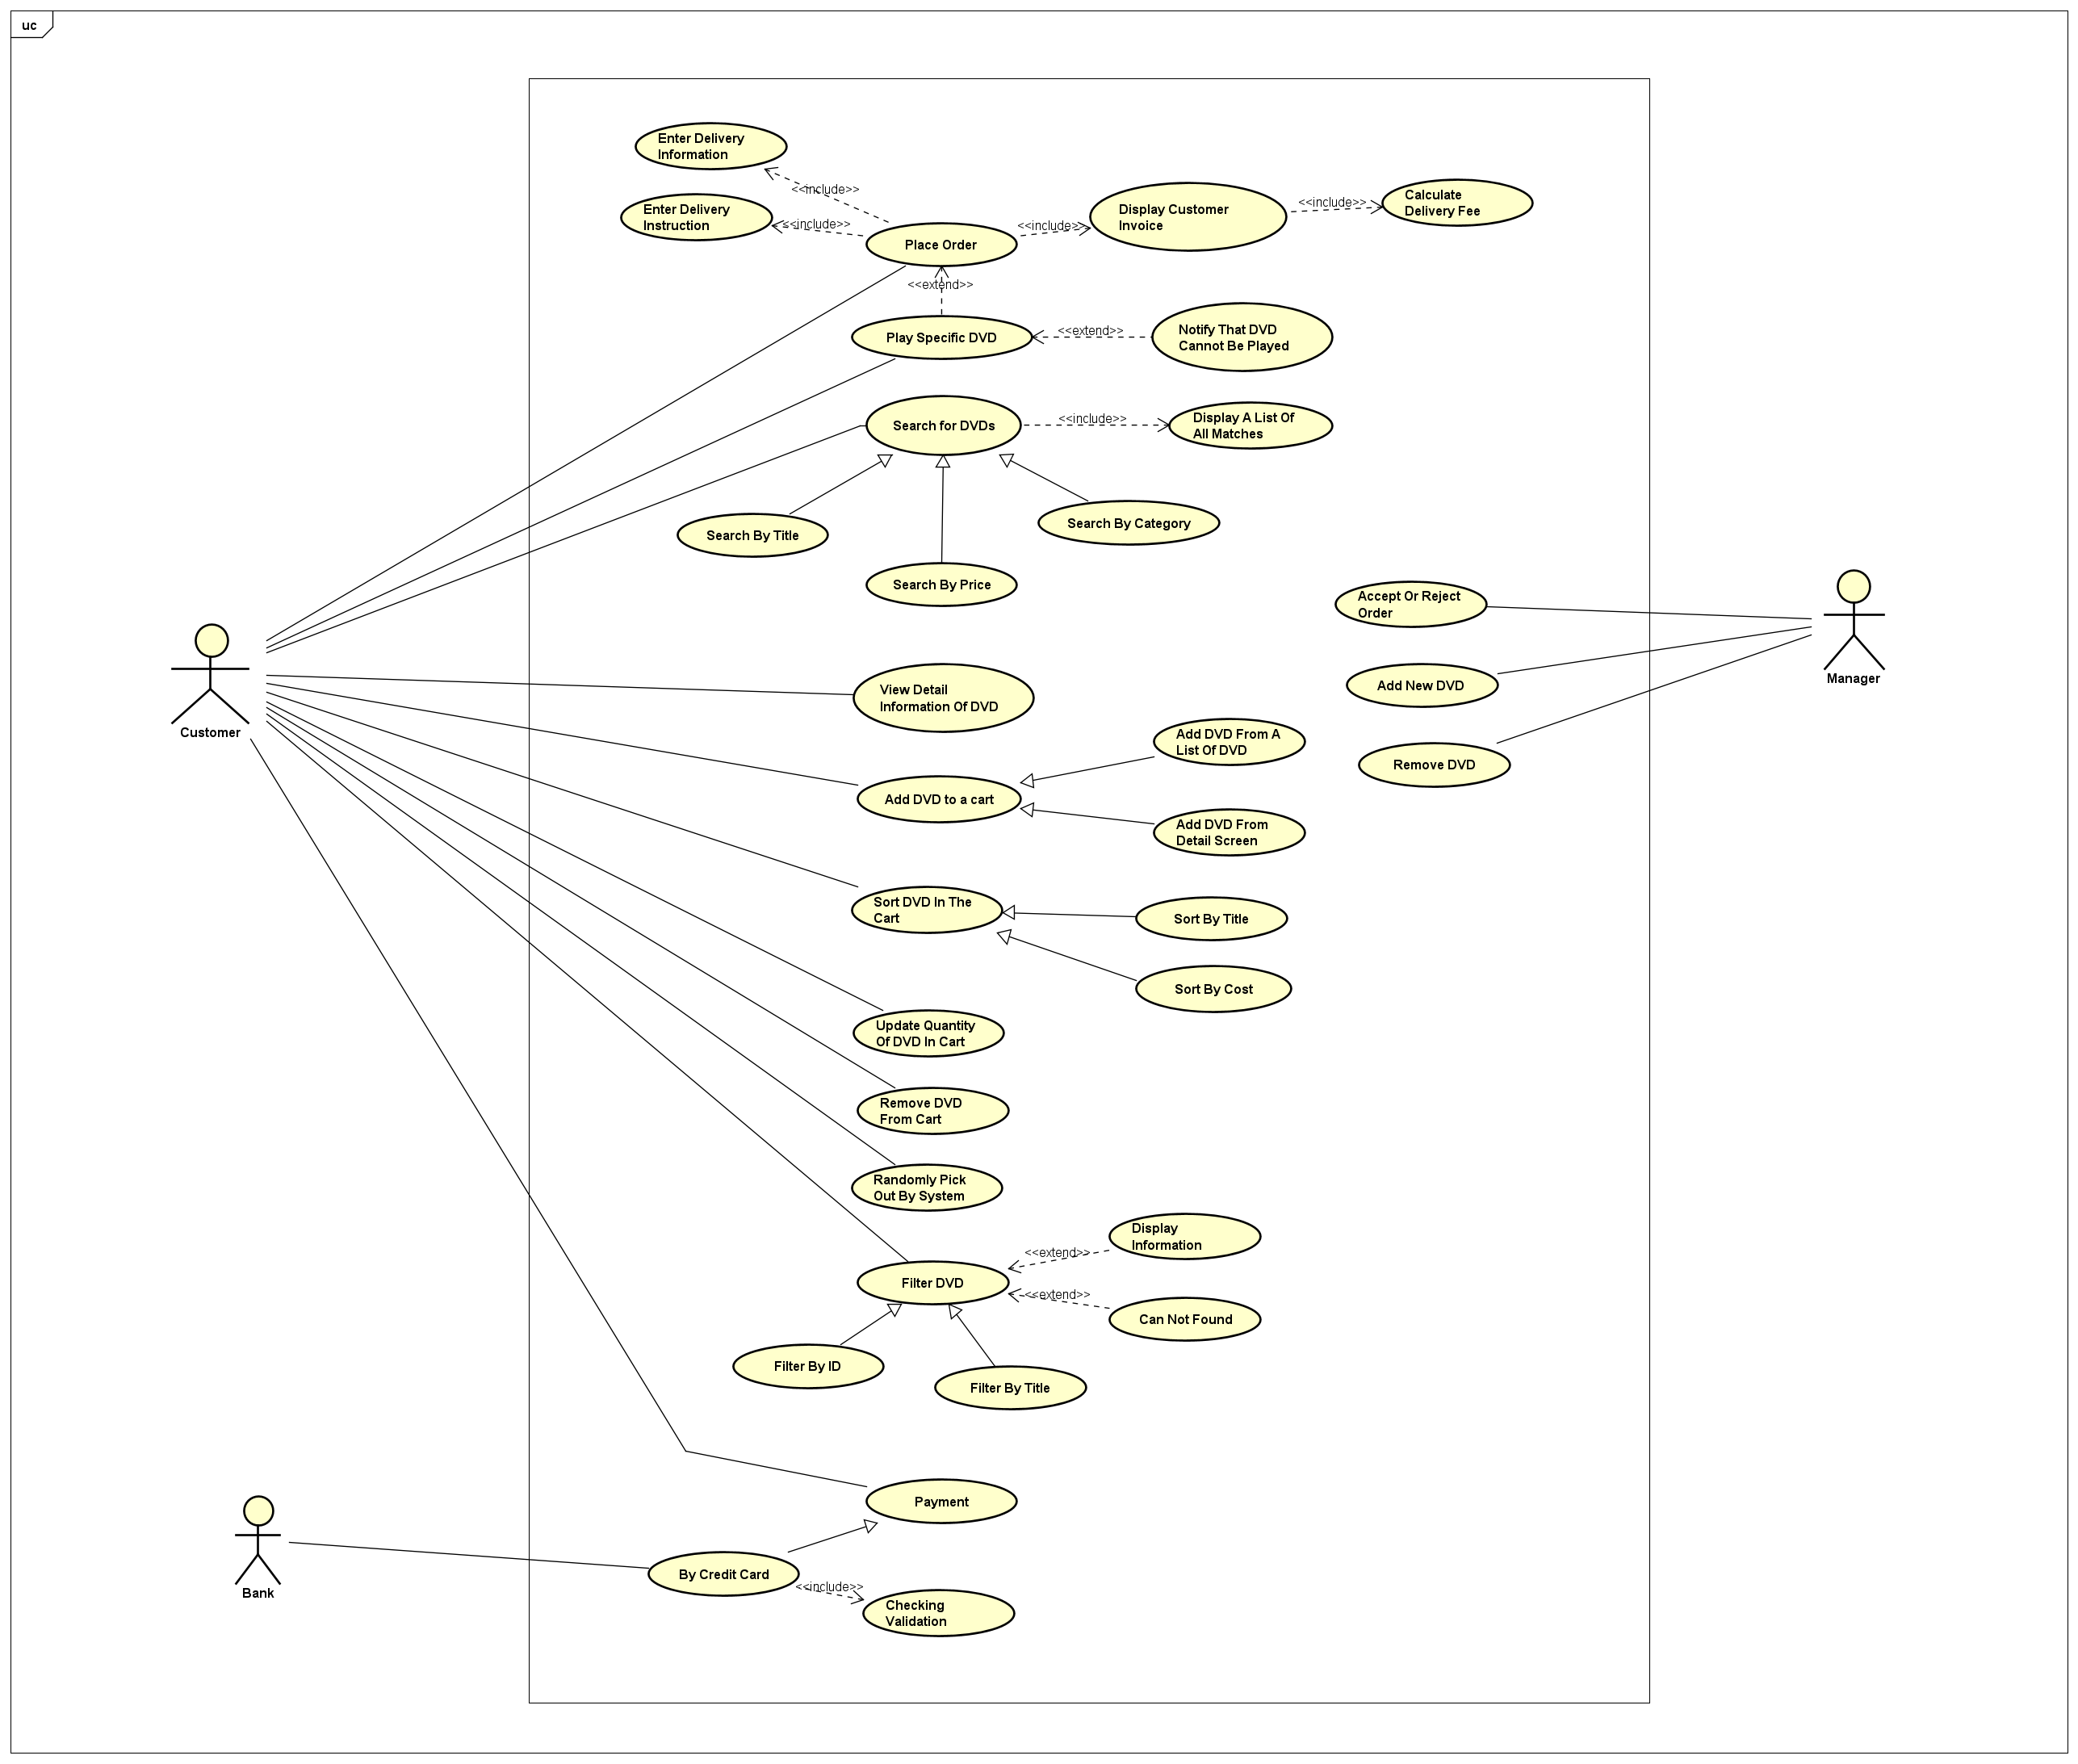 uc
Enter Delivery
Information
<<include>>
Enter Delivery
Instruction
<<include>>
Place Order
<<include>>
Display Customer
Invoice
<<include>>
Calculate
Delivery Fee
<<extend>>
Play Specific DVD
<<extend>>
Notify That DVD
Cannot Be Played
Search for DVDs
<<include>>
Display A List Of
All Matches
Search By Title
Search By Price
Search By Category
Accept Or Reject
Order
Add New DVD
Remove DVD
Manager
Customer
View Detail
Information Of DVD
Add DVD to a cart
Add DVD From A
List Of DVD
Add DVD From
Detail Screen
Sort DVD In The
Cart
Sort By Title
Sort By Cost
Update Quantity
Of DVD In Cart
Remove DVD
From Cart
Randomly Pick
Out By System
Filter DVD
<<extend>>
Display
Information
<<extend>>
Can Not Found
Filter By ID
Filter By Title
Payment
Bank
By Credit Card
<<include>>
Checking
Validation